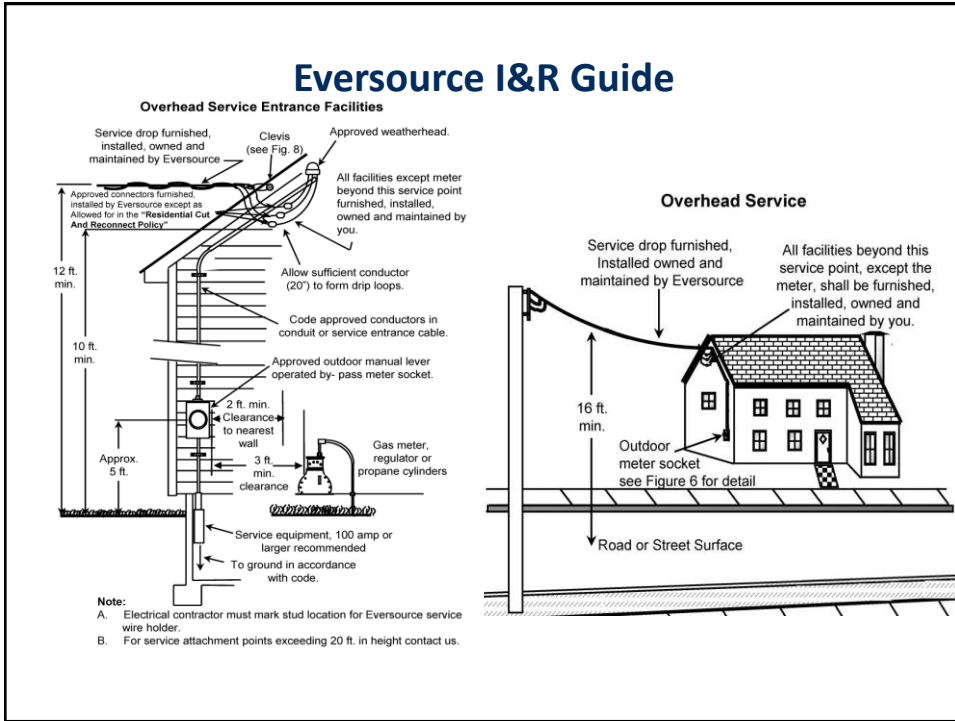 Eversource I&R Guide
Overhead Service Entrance Facilities
Service drop furnished,
installed, owned and
maintained by Eversource
Clevis
(see Fig. 8)
Approved weatherhead.
Approved connectors furnished,
installed by Eversource except as
Allowed for in the “Residential Cut
And Reconnect Policy”
All facilities except meter
beyond this service point
furnished, installed,
owned and maintained by
you.
12 ft.
min.
Allow sufficient conductor
(20”) to form drip loops.
Code approved conductors in
conduit or service entrance cable.
10 ft.
min.
Approved outdoor manual lever
operated by- pass meter socket.
2 ft. min.
Clearance
to nearest
wall
Approx.
5 ft.
3 ft.
min.
clearance
Gas meter,
regulator or
propane cylinders
Service equipment, 100 amp or
larger recommended
To ground in accordance
with code.
Note:
A. Electrical contractor must mark stud location for Eversource service
wire holder.
B. For service attachment points exceeding 20 ft. in height contact us.
Overhead Service
Service drop furnished,
Installed owned and
maintained by Eversource
All facilities beyond this
service point, except the
meter, shall be furnished,
installed, owned and
maintained by you.
16 ft.
min.
Outdoor
meter socket
see Figure 6 for detail
Road or Street Surface